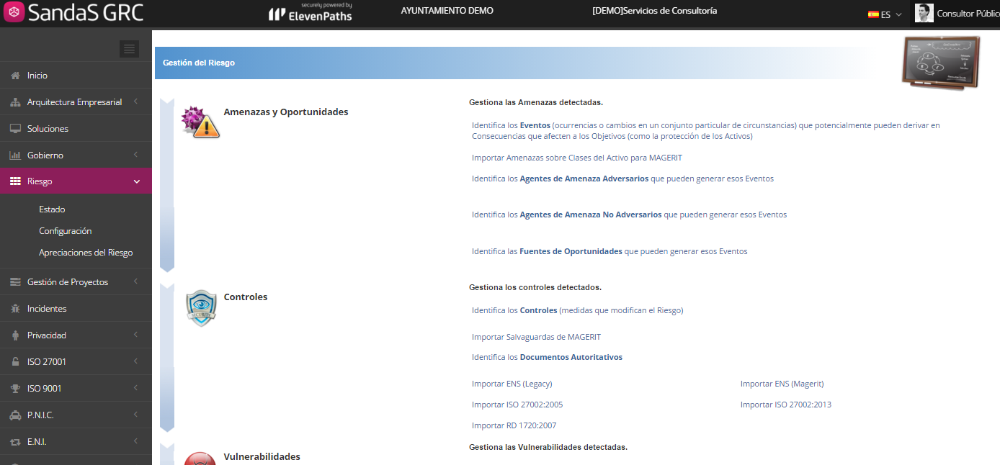 SandaS GRC
securely powered by
ElevenPaths
AYUNTAMIENTO DEMO
[DEMO]Servicios de Consultoría
ES
Consultor Públic
Inicio
Arquitectura Empresarial
Soluciones
Gobierno
Riesgo
Estado
Configuración
Apreciaciones del Riesgo
Gestión de Proyectos
Incidentes
Privacidad
ISO 27001
ISO 9001
P.N.I.C.
E.N.I.
Gestión del Riesgo
Amenazas y Oportunidades
Gestiona las Amenazas detectadas.
Identifica los Eventos (ocurrencias o cambios en un conjunto particular de circunstancias) que potencialmente pueden derivar en
Consecuencias que afecten a los Objetivos (como la protección de los Activos)
Importar Amenazas sobre Clases del Activo para MAGERIT
Identifica los Agentes de Amenaza Adversarios que pueden generar esos Eventos
Identifica los Agentes de Amenaza No Adversarios que pueden generar esos Eventos
Identifica las Fuentes de Oportunidades que pueden generar esos Eventos
SECURITY
Controles
Gestiona los controles detectados.
Identifica los Controles (medidas que modifican el Riesgo)
Importar Salvaguardas de MAGERIT
Identifica los Documentos Autoritativos
Importar ENS (Legacy)
Importar ENS (Magerit)
Importar ISO 27002:2005
Importar ISO 27002:2013
Importar RD 1720:2007
Vulnerabilidades
Gestiona las Vulnerabilidades detectadas.